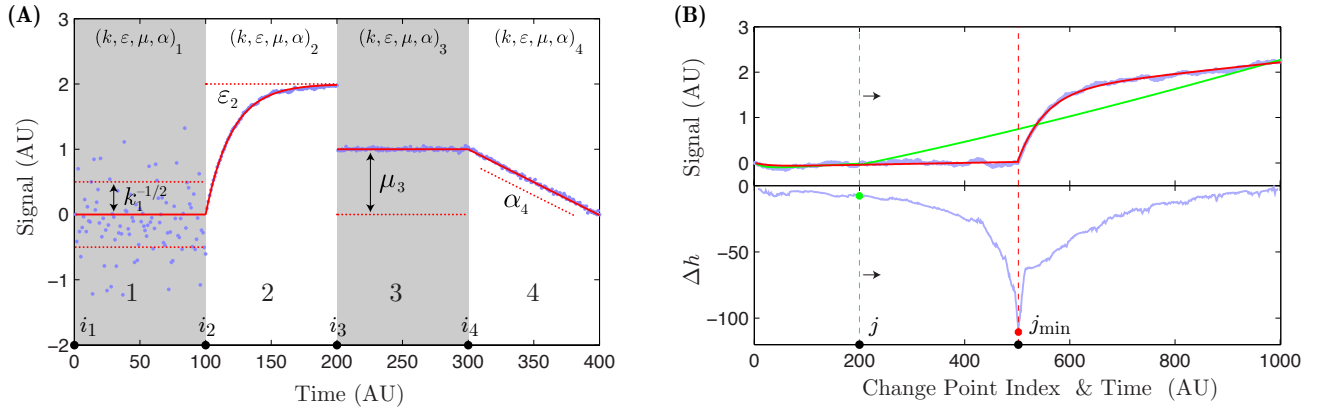 (A)
(k, ε, μ, α)₁ (k, ε, μ, α)₂ (k, ε, μ, α)₃ (k, ε, μ, α)₄
Signal (AU)
3
2
1
0
−1
−2
ε₂
k₁^{−1/2}
μ₃
α₄
1 2 3 4
i₁ i₂ i₃ i₄
0 50 100 150 200 250 300 350 400
Time (AU)
(B)
Signal (AU)
3
2
1
0
Δh
0
−50
−100
j
j_min
0 200 400 600 800 1000
Change Point Index & Time (AU)